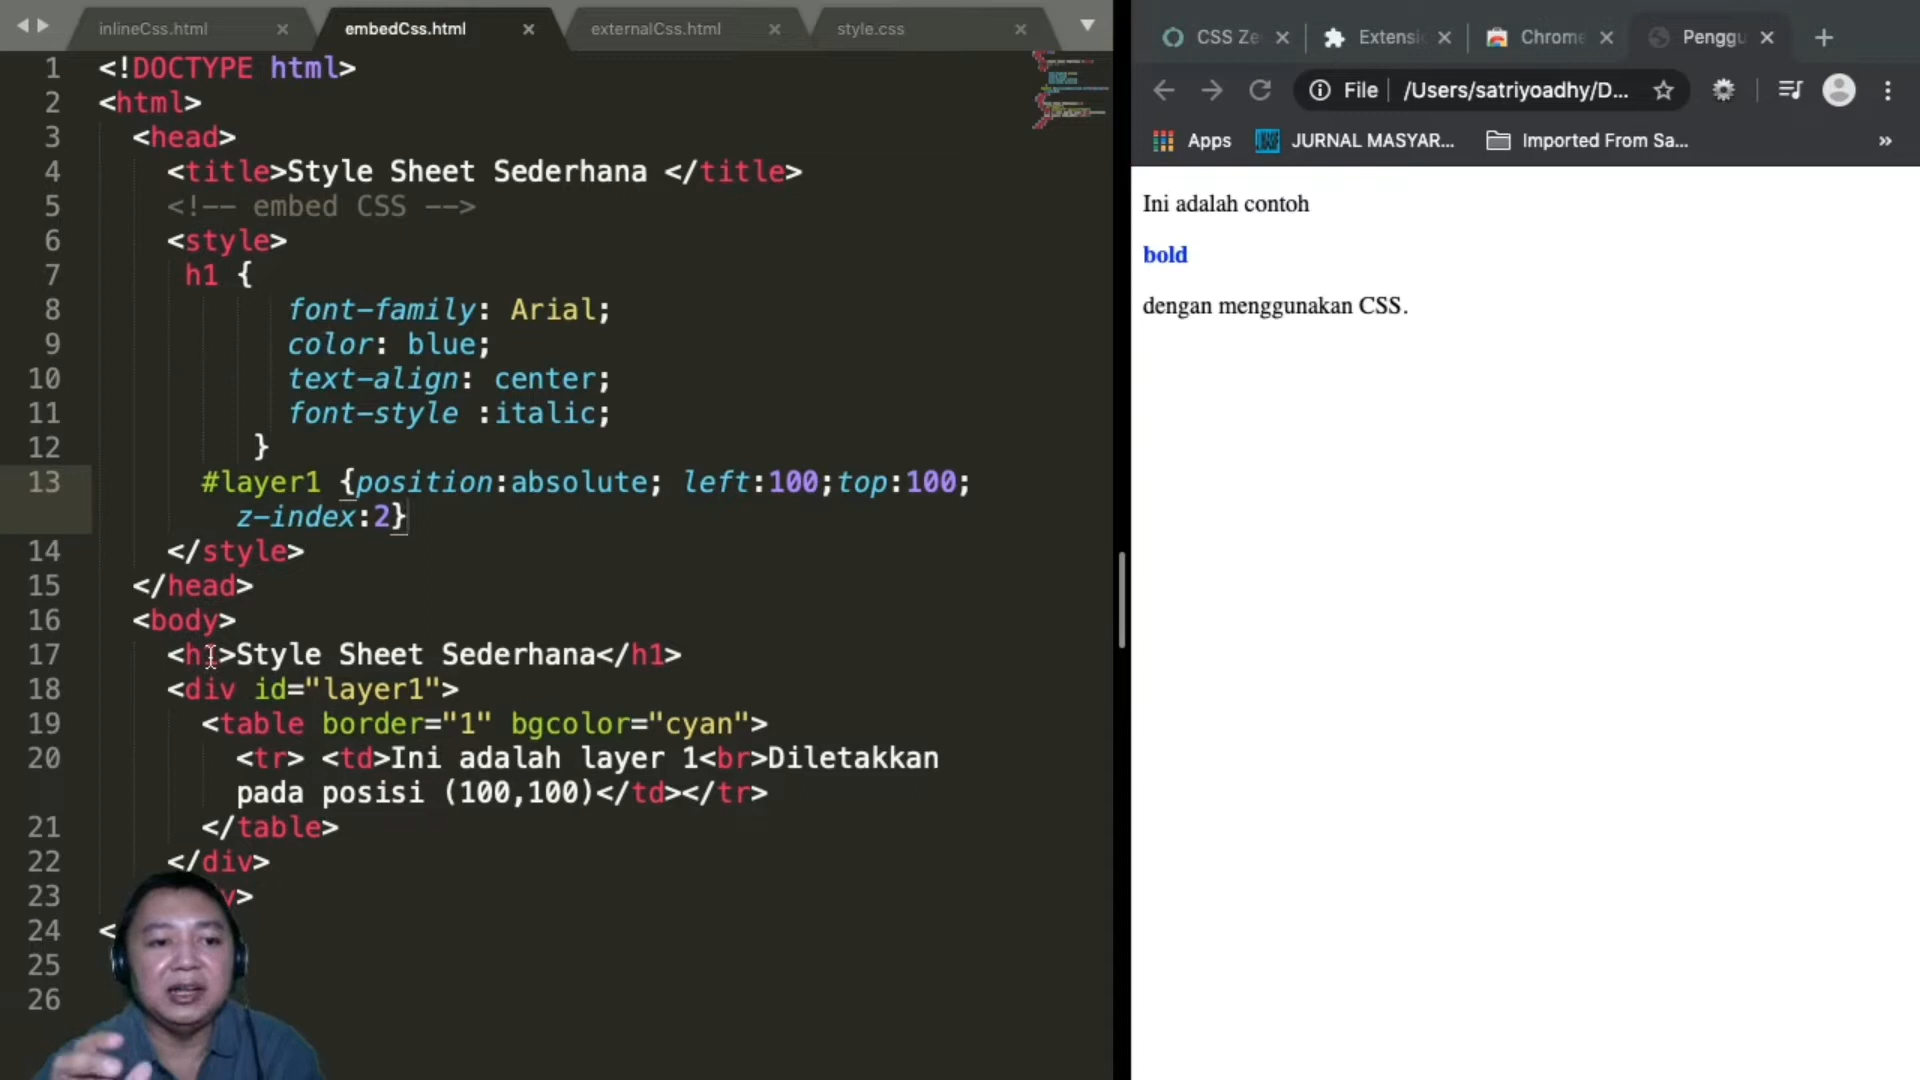 inlineCss.html
embedCss.html
externalCss.html
style.css
1 <!DOCTYPE html>
2 <html>
3 <head>
4 <title>Style Sheet Sederhana </title>
5 <!-- embed CSS -->
6 <style>
7 h1 {
8 font-family: Arial;
9 color: blue;
10 text-align: center;
11 font-style :italic;
12 }
13 #layer1 {position:absolute; left:100;top:100;
z-index:2}
14 </style>
15 </head>
16 <body>
17 <h1>Style Sheet Sederhana</h1>
18 <div id="layer1">
19 <table border="1" bgcolor="cyan">
20 <tr> <td>Ini adalah layer 1<br>Diletakkan
pada posisi (100,100)</td></tr>
21 </table>
22 </div>
23 y>
24 <
25
26
CSS Ze
Extensi
Chrome
Penggu
File
/Users/satriyoadhy/D...
Apps
JURNAL MASYAR...
Imported From Sa...
»
Ini adalah contoh
bold
dengan menggunakan CSS.